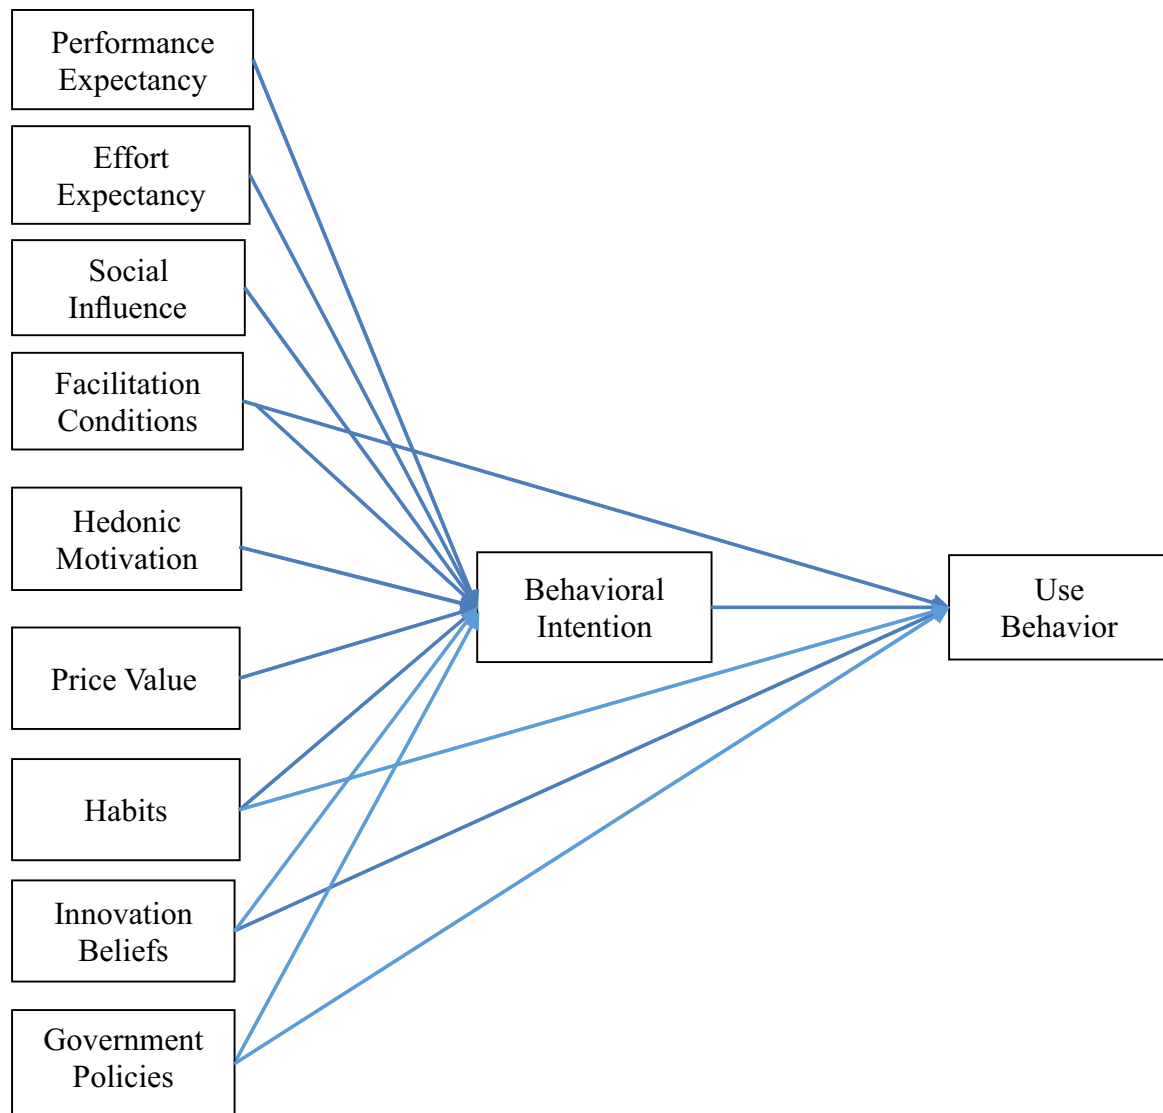 Performance
Expectancy
Effort
Expectancy
Social
Influence
Facilitation
Conditions
Hedonic
Motivation
Price Value
Habits
Innovation
Beliefs
Government
Policies
Behavioral
Intention
Use
Behavior